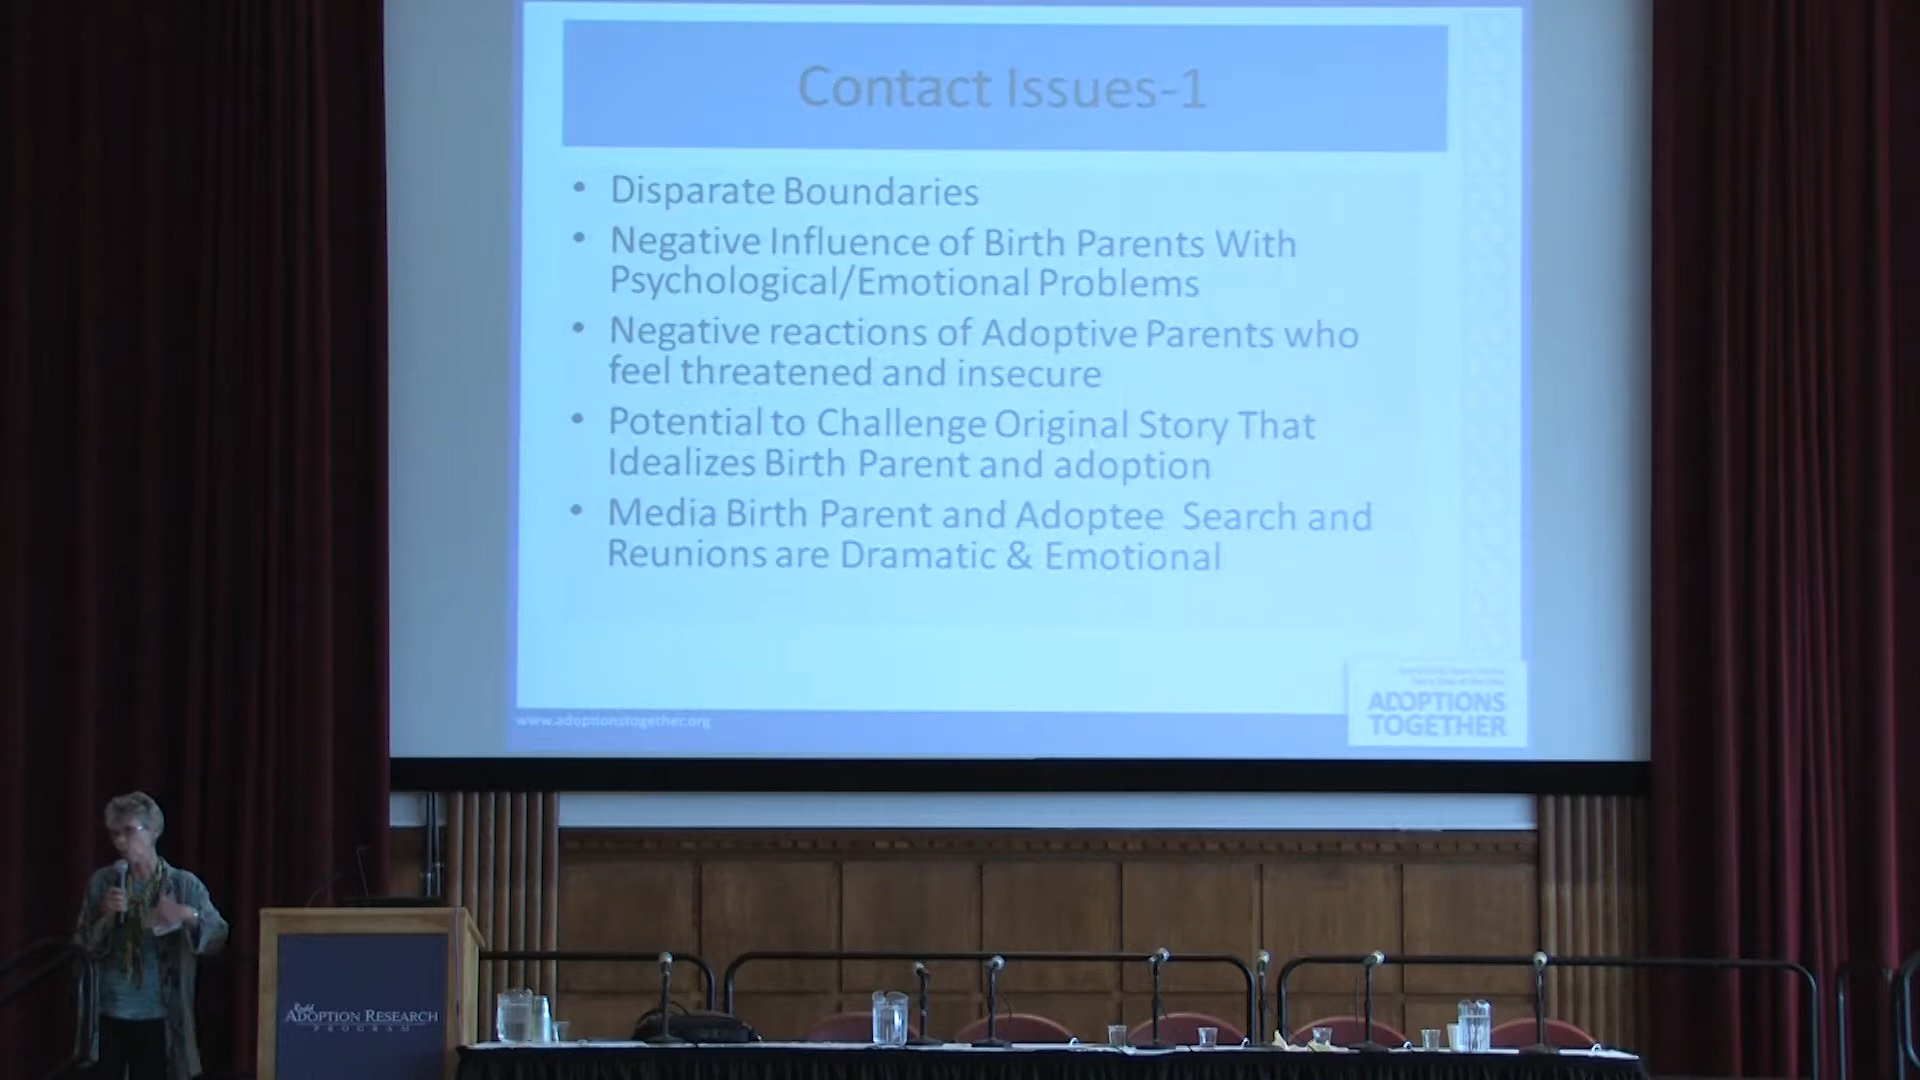 Contact Issues-1
• Disparate Boundaries
• Negative Influence of Birth Parents With
Psychological/Emotional Problems
• Negative reactions of Adoptive Parents who
feel threatened and insecure
• Potential to Challenge Original Story That
Idealizes Birth Parent and adoption
• Media Birth Parent and Adoptee Search and
Reunions are Dramatic & Emotional
www.adoptionstogether.org
ADOPTIONS
TOGETHER
Rudd
ADOPTION RESEARCH
PROGRAM